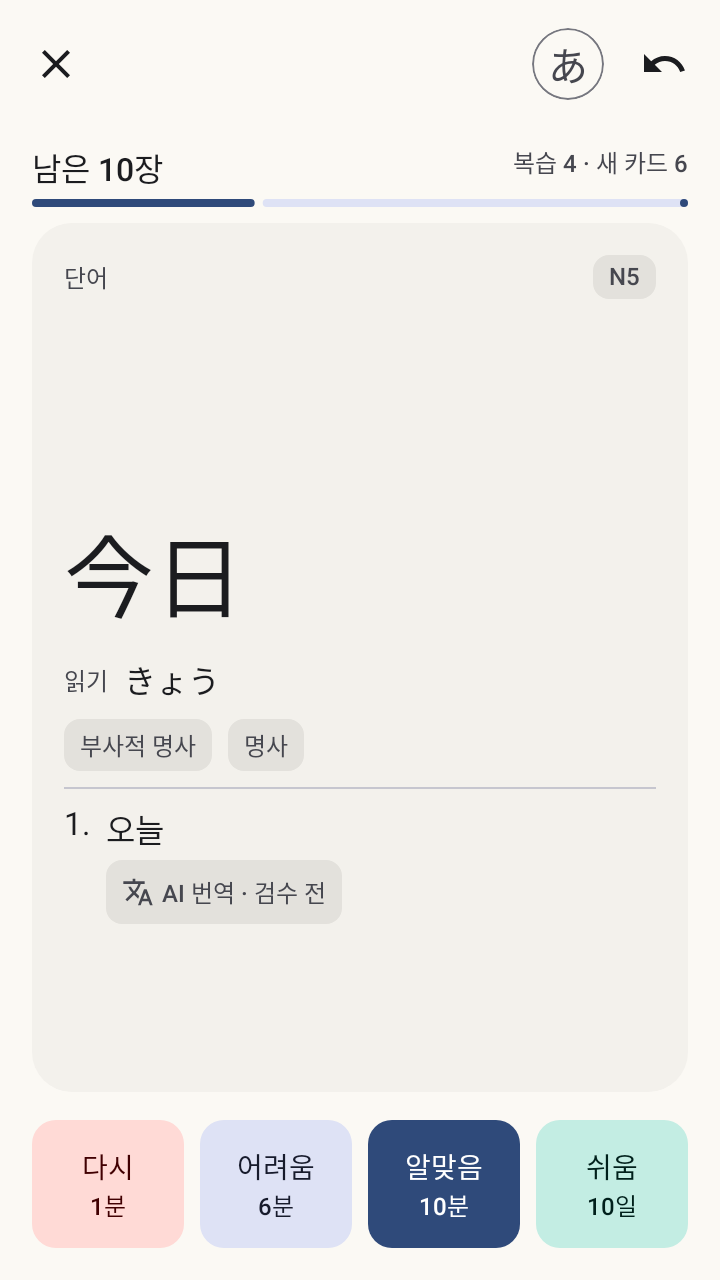 あ
남은 10장
복습 4 · 새 카드 6
단어
N5
今日
읽기 きょう
부사적 명사 명사
1. 오늘
AI 번역 · 검수 전
다시 어려움 알맞음 쉬움
1분 6분 10분 10일